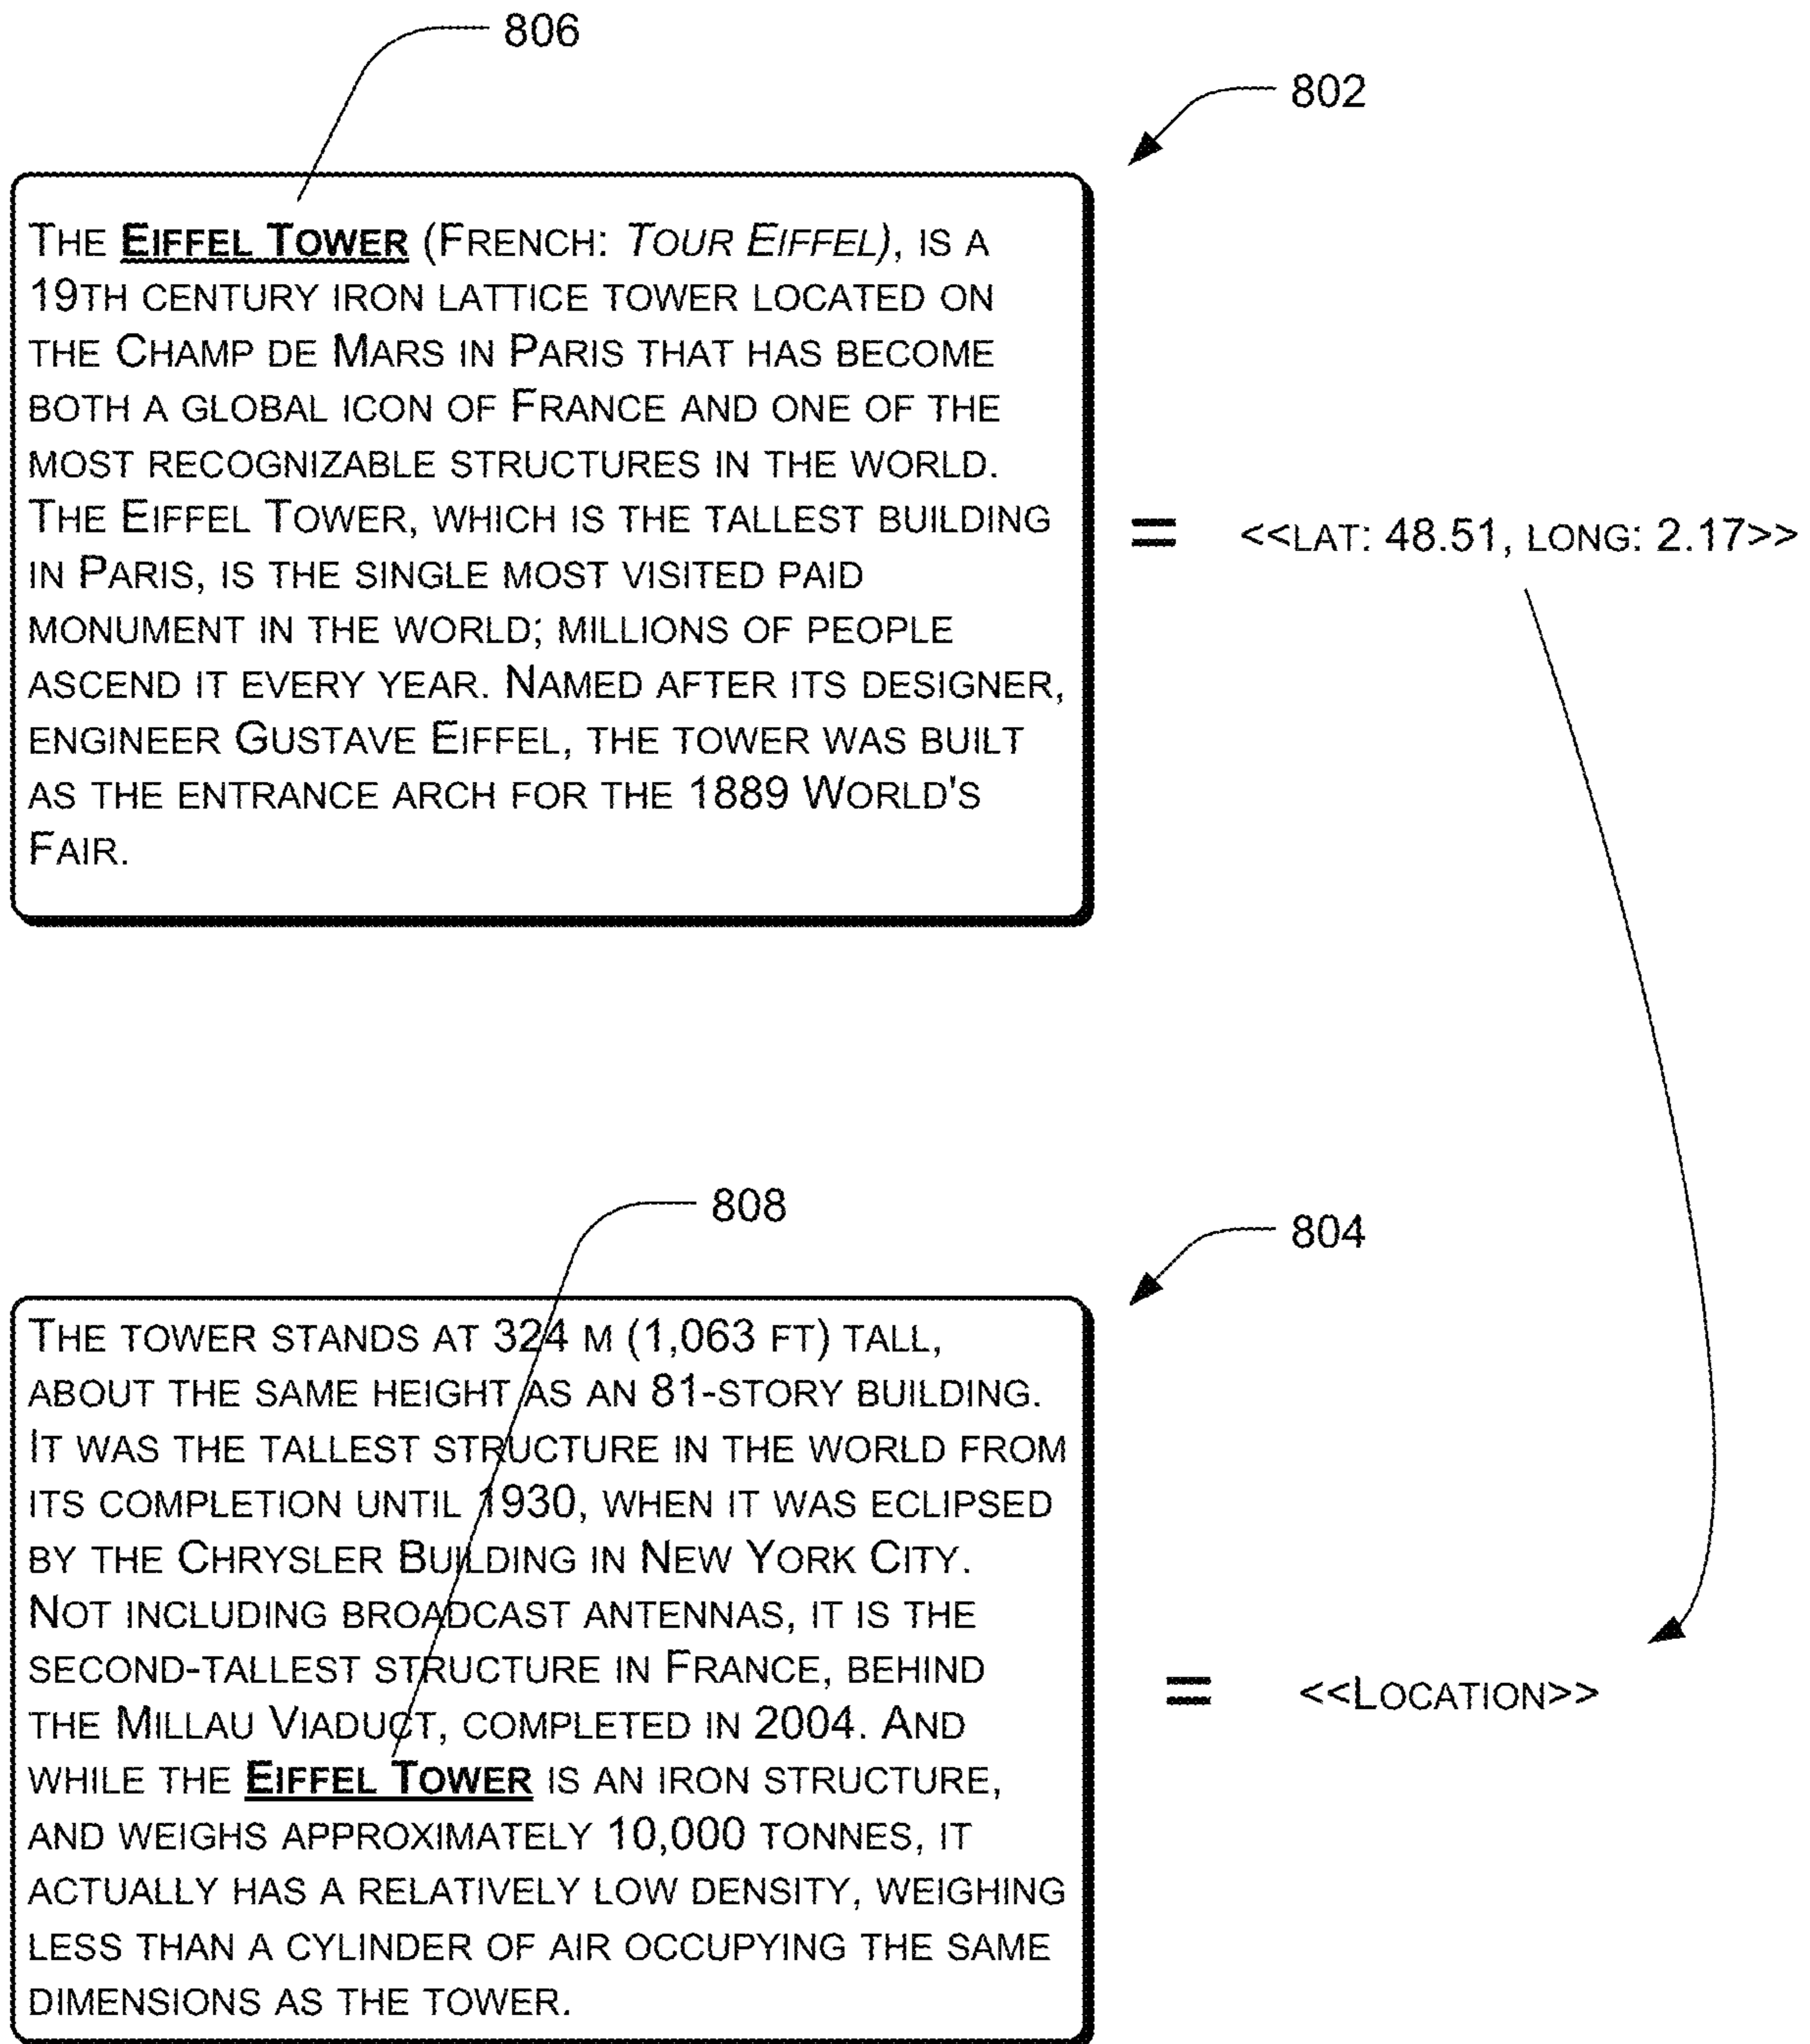 806
802
THE EIFFEL TOWER (FRENCH: TOUR EIFFEL), IS A
19TH CENTURY IRON LATTICE TOWER LOCATED ON
THE CHAMP DE MARS IN PARIS THAT HAS BECOME
BOTH A GLOBAL ICON OF FRANCE AND ONE OF THE
MOST RECOGNIZABLE STRUCTURES IN THE WORLD.
THE EIFFEL TOWER, WHICH IS THE TALLEST BUILDING
IN PARIS, IS THE SINGLE MOST VISITED PAID
MONUMENT IN THE WORLD; MILLIONS OF PEOPLE
ASCEND IT EVERY YEAR. NAMED AFTER ITS DESIGNER,
ENGINEER GUSTAVE EIFFEL, THE TOWER WAS BUILT
AS THE ENTRANCE ARCH FOR THE 1889 WORLD'S
FAIR.
= <<LAT: 48.51, LONG: 2.17>>
808
804
THE TOWER STANDS AT 324 M (1,063 FT) TALL,
ABOUT THE SAME HEIGHT AS AN 81-STORY BUILDING.
IT WAS THE TALLEST STRUCTURE IN THE WORLD FROM
ITS COMPLETION UNTIL 1930, WHEN IT WAS ECLIPSED
BY THE CHRYSLER BUILDING IN NEW YORK CITY.
NOT INCLUDING BROADCAST ANTENNAS, IT IS THE
SECOND-TALLEST STRUCTURE IN FRANCE, BEHIND
THE MILLAU VIADUCT, COMPLETED IN 2004. AND
WHILE THE EIFFEL TOWER IS AN IRON STRUCTURE,
AND WEIGHS APPROXIMATELY 10,000 TONNES, IT
ACTUALLY HAS A RELATIVELY LOW DENSITY, WEIGHING
LESS THAN A CYLINDER OF AIR OCCUPYING THE SAME
DIMENSIONS AS THE TOWER.
= <<LOCATION>>